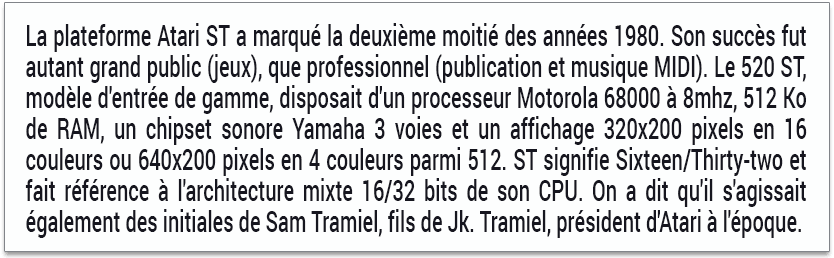 La plateforme Atari ST a marqué la deuxième moitié des années 1980. Son succès fut
autant grand public (jeux), que professionnel (publication et musique MIDI). Le 520 ST,
modèle d'entrée de gamme, disposait d'un processeur Motorola 68000 à 8mhz, 512 Ko
de RAM, un chipset sonore Yamaha 3 voies et un affichage 320x200 pixels en 16
couleurs ou 640x200 pixels en 4 couleurs parmi 512. ST signifie Sixteen/Thirty-two et
fait référence à l'architecture mixte 16/32 bits de son CPU. On a dit qu'il s'agissait
également des initiales de Sam Tramiel, fils de Jk. Tramiel, président d'Atari à l'époque.